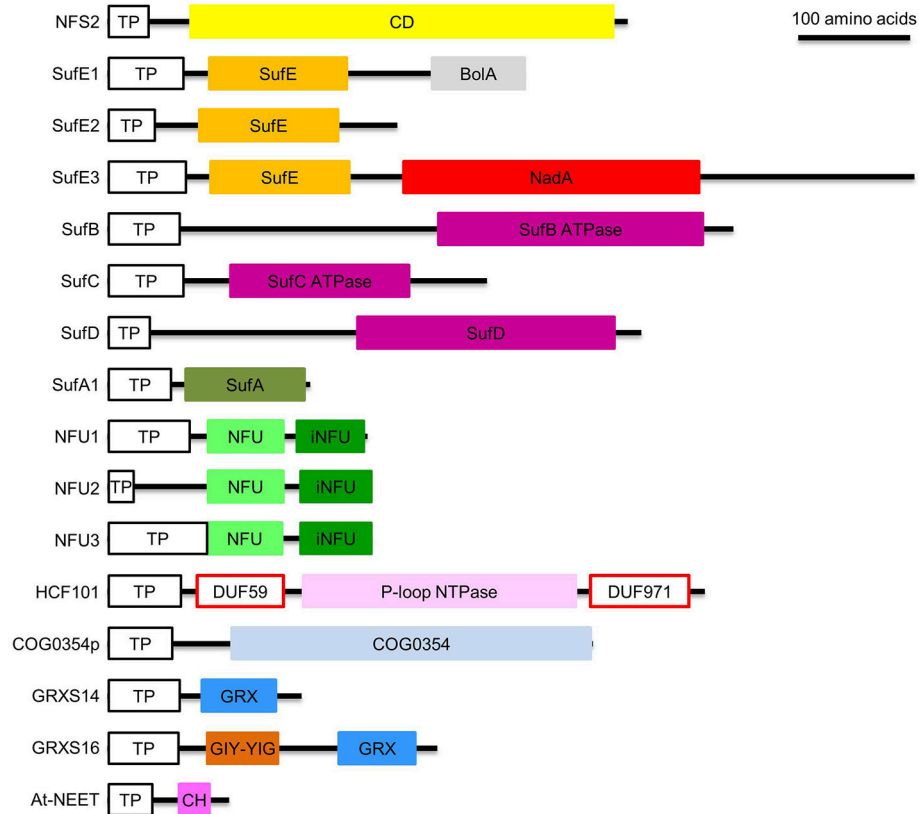 NFS2 TP CD 100 amino acids
SufE1 TP SufE BolA
SufE2 TP SufE
SufE3 TP SufE NadA
SufB TP SufB ATPase
SufC TP SufC ATPase
SufD TP SufD
SufA1 TP SufA
NFU1 TP NFU iNFU
NFU2 TP NFU iNFU
NFU3 TP NFU iNFU
HCF101 TP DUF59 P-loop NTPase DUF971
COG0354p TP COG0354
GRXS14 TP GRX
GRXS16 TP GIY-YIG GRX
At-NEET TP CH